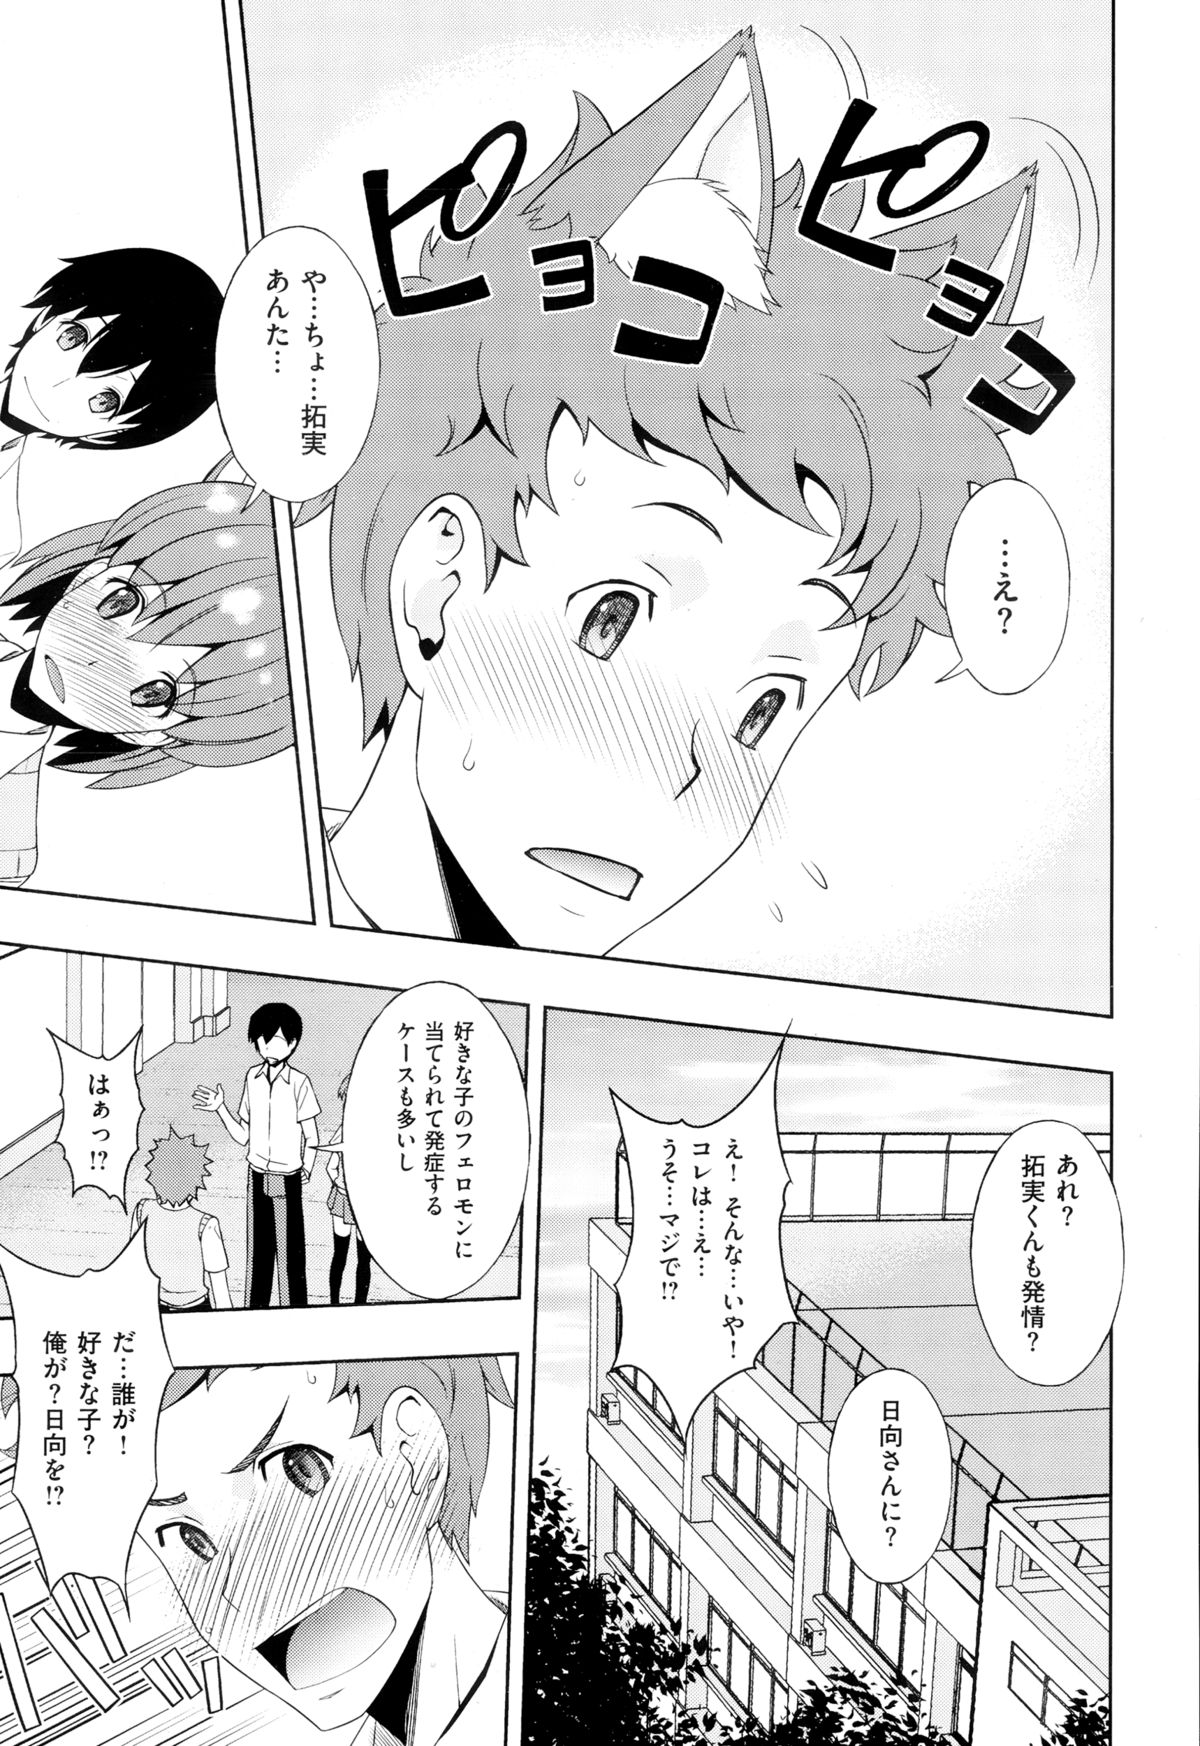 ピョコ
ピョコ
…え?
や…ちょ…拓実
あんた…
あれ?
拓実くんも発情?
日向さんに?
え! そんな…いや!
コレは…え…
うそ…マジで!?
好きな子のフェロモンに
当てられて発症する
ケースも多いし
はぁっ!?
だ…誰が!
好きな子?
俺が?日向を!?